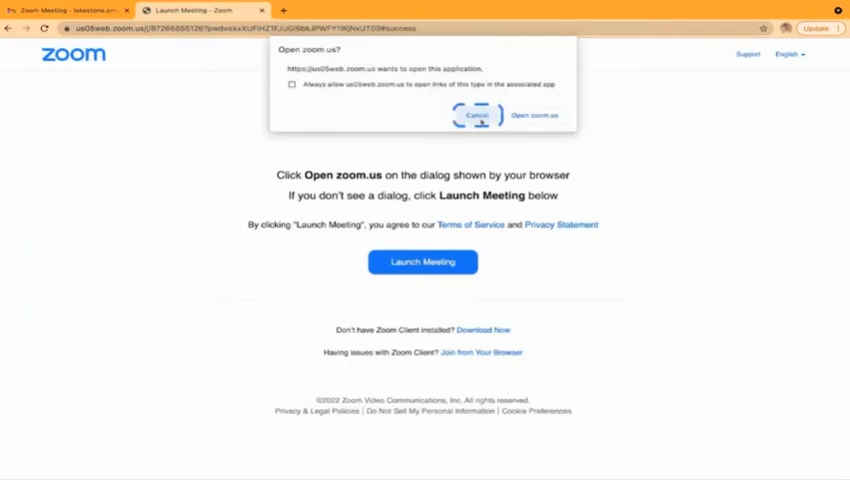 Zoom Meeting - lakestone.pm
Launch Meeting - Zoom
Update
zoom
Support
English
Open zoom.us?
https://us05web.zoom.us wants to open this application.
Always allow us05web.zoom.us to open links of this type in the associated app
Cancel
Open zoom.us
Click Open zoom.us on the dialog shown by your browser
If you don't see a dialog, click Launch Meeting below
By clicking "Launch Meeting", you agree to our Terms of Service and Privacy Statement
Launch Meeting
Don't have Zoom Client installed? Download Now
Having issues with Zoom Client? Join from Your Browser
©2022 Zoom Video Communications, Inc. All rights reserved.
Privacy & Legal Policies | Do Not Sell My Personal Information | Cookie Preferences